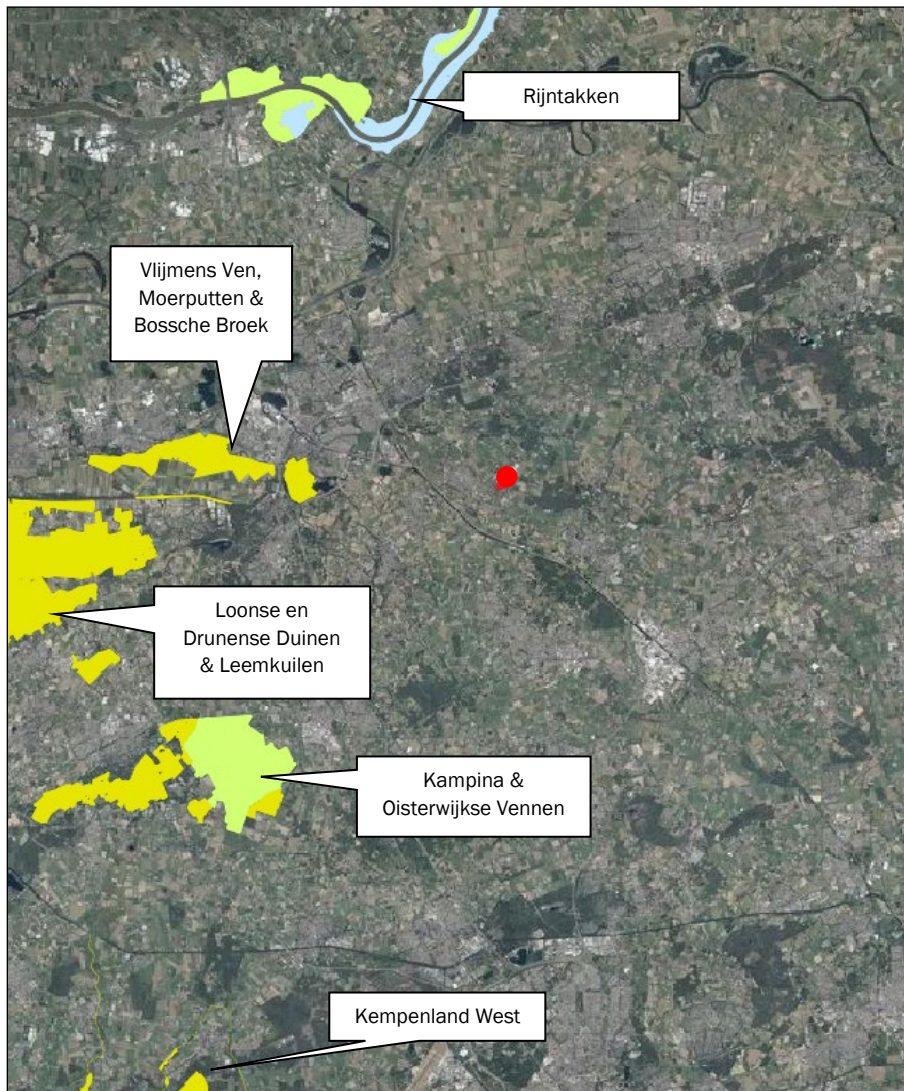 Rijntakken
Vlijmens Ven,
Moerputten &
Bossche Broek
Loonse en
Drunense Duinen
& Leemkuilen
Kampina &
Oisterwijkse Vennen
Kempenland West